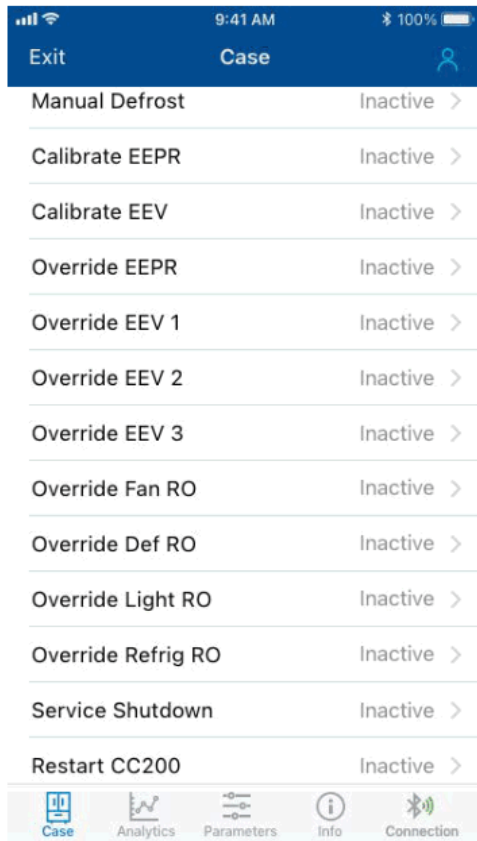 9:41 AM 100%
Exit Case
Manual Defrost Inactive
Calibrate EEPR Inactive
Calibrate EEV Inactive
Override EEPR Inactive
Override EEV 1 Inactive
Override EEV 2 Inactive
Override EEV 3 Inactive
Override Fan RO Inactive
Override Def RO Inactive
Override Light RO Inactive
Override Refrig RO Inactive
Service Shutdown Inactive
Restart CC200 Inactive
Case Analytics Parameters Info Connection